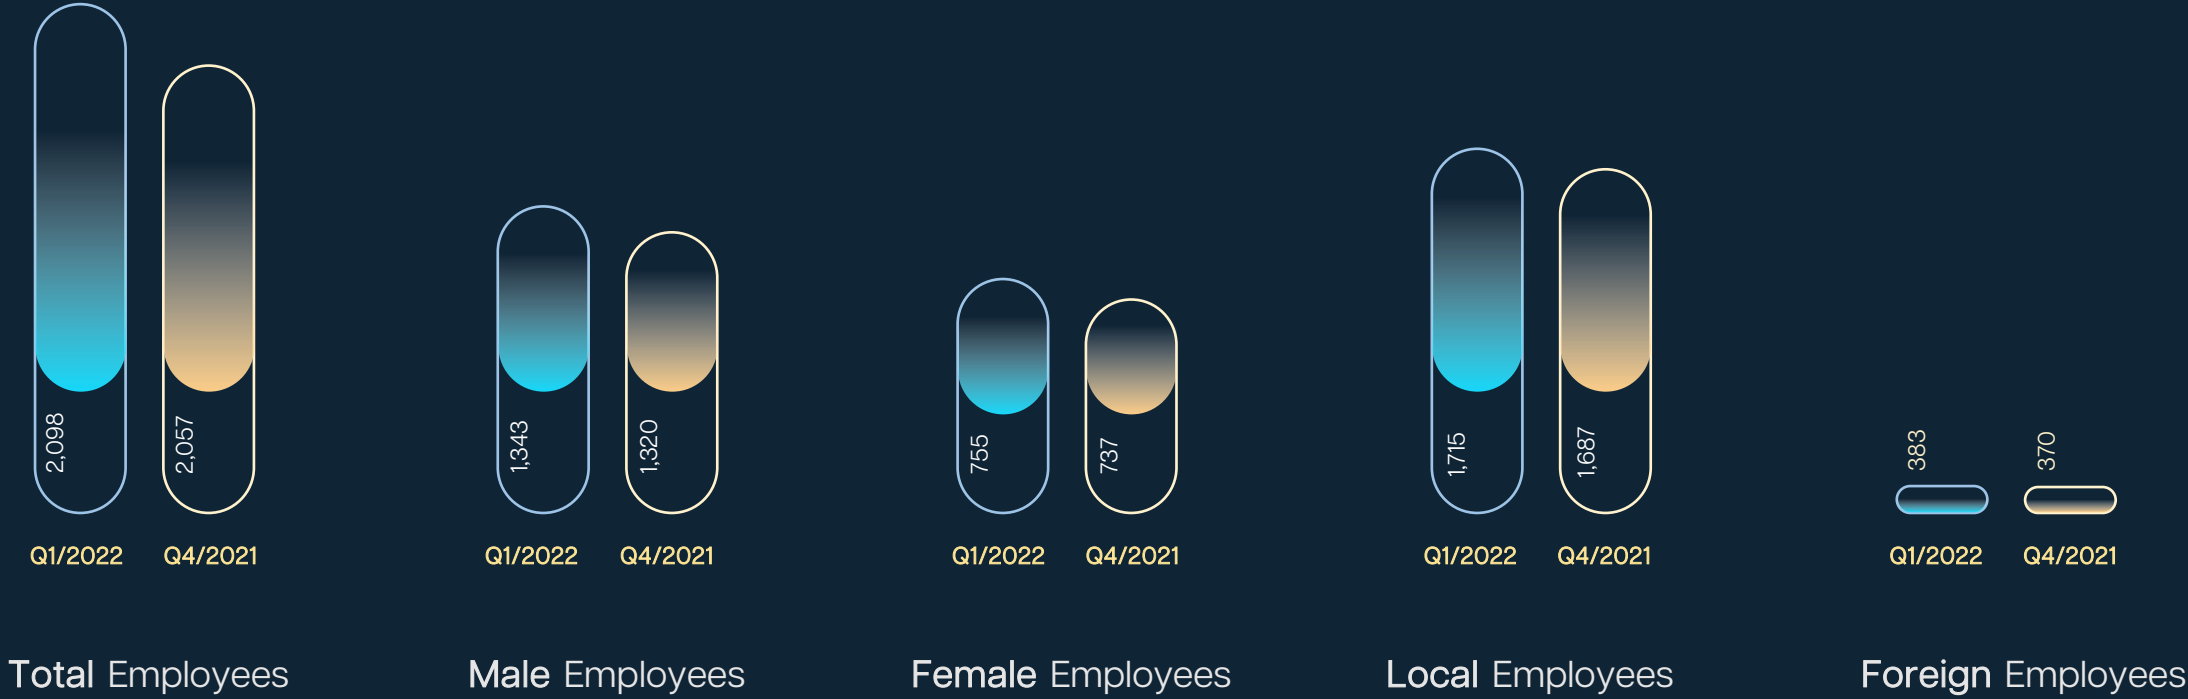 2,098
2,057
Q1/2022
Q4/2021
Total Employees
1,343
1,320
Q1/2022
Q4/2021
Male Employees
755
737
Q1/2022
Q4/2021
Female Employees
1,715
1,687
Q1/2022
Q4/2021
Local Employees
383
370
Q1/2022
Q4/2021
Foreign Employees